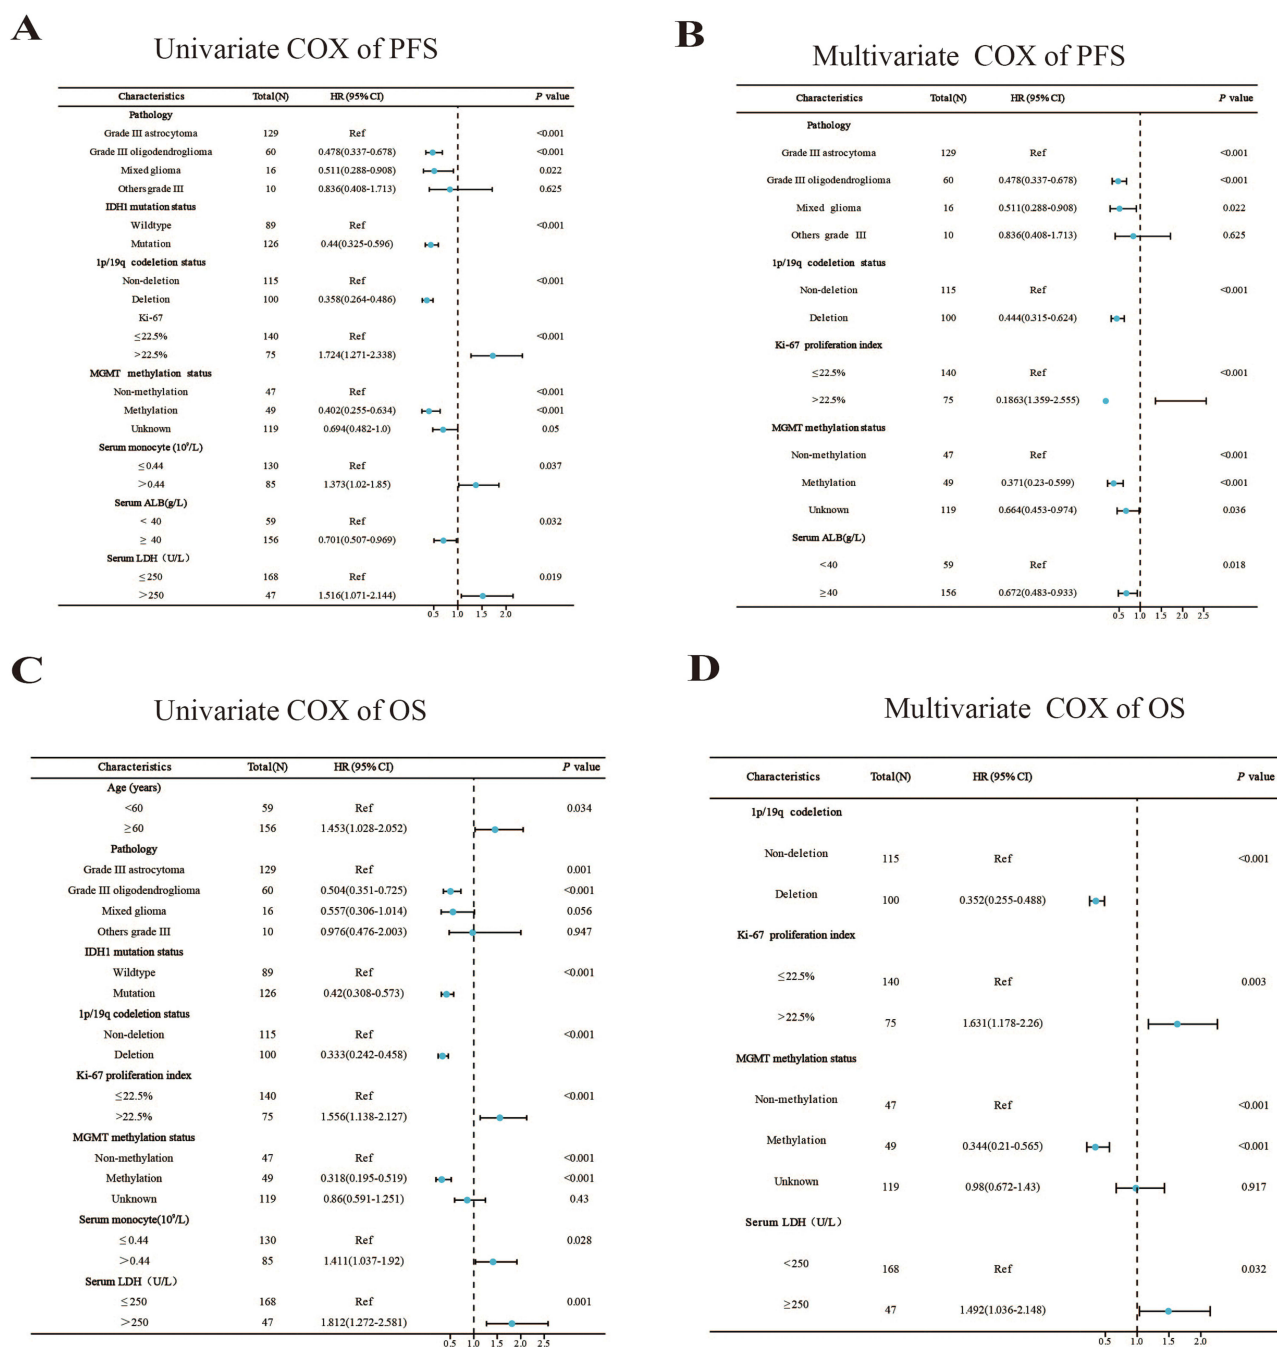 A
Univariate COX of PFS
Characteristics Total(N) HR (95% CI) P value
Pathology
Grade III astrocytoma 129 Ref <0.001
Grade III oligodendroglioma 60 0.478(0.337-0.678) <0.001
Mixed glioma 16 0.511(0.288-0.908) 0.022
Others grade III 10 0.836(0.408-1.713) 0.625
IDH1 mutation status
Wildtype 89 Ref <0.001
Mutation 126 0.44(0.325-0.596)
1p/19q codeletion status
Non-deletion 115 Ref <0.001
Deletion 100 0.358(0.264-0.486)
Ki-67
≤22.5% 140 Ref <0.001
>22.5% 75 1.724(1.271-2.338)
MGMT methylation status
Non-methylation 47 Ref <0.001
Methylation 49 0.402(0.255-0.634) <0.001
Unknown 119 0.694(0.482-1.0) 0.05
Serum monocyte (10⁹/L)
≤0.44 130 Ref 0.037
>0.44 85 1.373(1.02-1.85)
Serum ALB(g/L)
< 40 59 Ref 0.032
≥ 40 156 0.701(0.507-0.969)
Serum LDH（U/L）
≤250 168 Ref 0.019
>250 47 1.516(1.071-2.144)
0.5 1.0 1.5 2.0
B
Multivariate COX of PFS
Characteristics Total(N) HR (95% CI) P value
Pathology
Grade III astrocytoma 129 Ref <0.001
Grade III oligodendroglioma 60 0.478(0.337-0.678) <0.001
Mixed glioma 16 0.511(0.288-0.908) 0.022
Others grade III 10 0.836(0.408-1.713) 0.625
1p/19q codeletion status
Non-deletion 115 Ref <0.001
Deletion 100 0.444(0.315-0.624)
Ki-67 proliferation index
≤22.5% 140 Ref <0.001
>22.5% 75 0.1863(1.359-2.555)
MGMT methylation status
Non-methylation 47 Ref <0.001
Methylation 49 0.371(0.23-0.599) <0.001
Unknown 119 0.664(0.453-0.974) 0.036
Serum ALB(g/L)
<40 59 Ref 0.018
≥40 156 0.672(0.483-0.933)
0.5 1.0 1.5 2.0 2.5
C
Univariate COX of OS
Characteristics Total(N) HR (95% CI) P value
Age (years)
<60 59 Ref 0.034
≥60 156 1.453(1.028-2.052)
Pathology
Grade III astrocytoma 129 Ref 0.001
Grade III oligodendroglioma 60 0.504(0.351-0.725) <0.001
Mixed glioma 16 0.557(0.306-1.014) 0.056
Others grade III 10 0.976(0.476-2.003) 0.947
IDH1 mutation status
Wildtype 89 Ref <0.001
Mutation 126 0.42(0.308-0.573)
1p/19q codeletion status
Non-deletion 115 Ref <0.001
Deletion 100 0.333(0.242-0.458)
Ki-67 proliferation index
≤22.5% 140 Ref <0.001
>22.5% 75 1.556(1.138-2.127)
MGMT methylation status
Non-methylation 47 Ref <0.001
Methylation 49 0.318(0.195-0.519) <0.001
Unknown 119 0.86(0.591-1.251) 0.43
Serum monocyte(10⁹/L)
≤0.44 130 Ref 0.028
>0.44 85 1.411(1.037-1.92)
Serum LDH（U/L）
≤250 168 Ref 0.001
>250 47 1.812(1.272-2.581)
0.5 1.0 1.5 2.0 2.5
D
Multivariate COX of OS
Characteristics Total(N) HR (95% CI) P value
1p/19q codeletion
Non-deletion 115 Ref <0.001
Deletion 100 0.352(0.255-0.488)
Ki-67 proliferation index
≤22.5% 140 Ref 0.003
>22.5% 75 1.631(1.178-2.26)
MGMT methylation status
Non-methylation 47 Ref <0.001
Methylation 49 0.344(0.21-0.565) <0.001
Unknown 119 0.98(0.672-1.43) 0.917
Serum LDH（U/L）
<250 168 Ref 0.032
≥250 47 1.492(1.036-2.148)
0.5 1.0 1.5 2.0